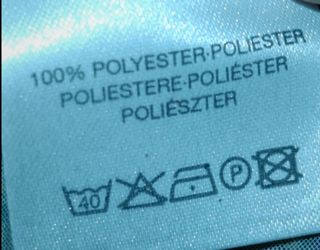 100% POLYESTER·POLIESTER
POLIESTERE·POLIÉSTER
POLIÉSZTER
40 P